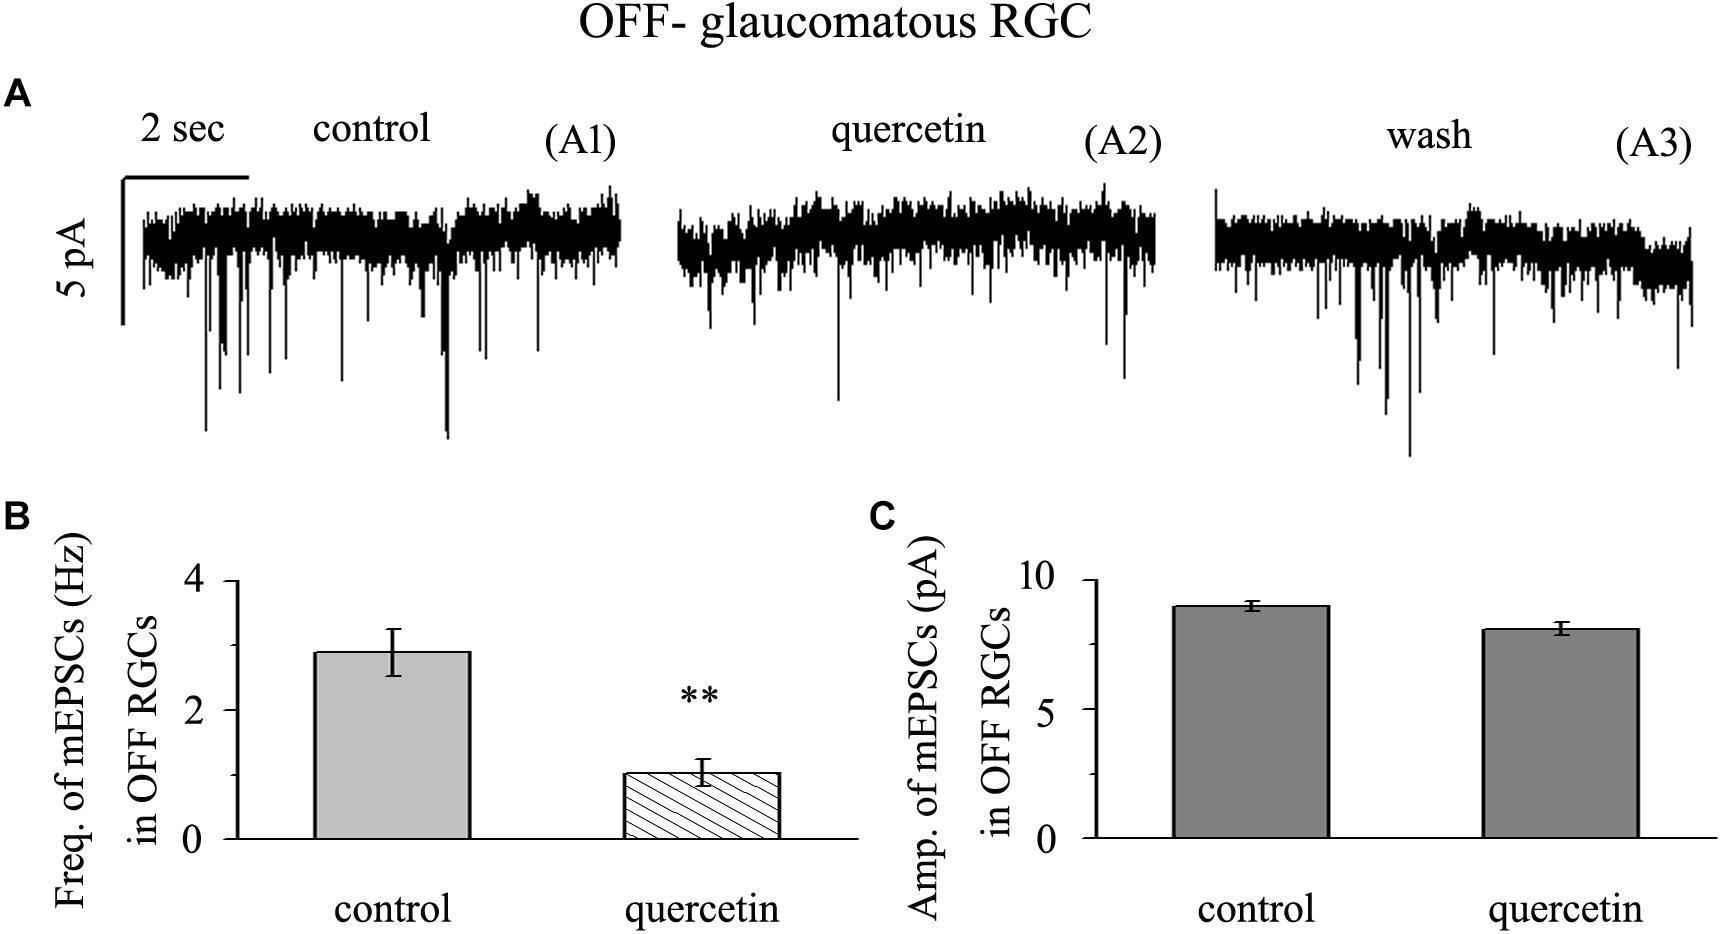 OFF- glaucomatous RGC
A
2 sec
control
(A1)
quercetin
(A2)
wash
(A3)
5 pA
B
Freq. of mEPSCs (Hz)
in OFF RGCs
4
2
0
**
control
quercetin
C
Amp. of mEPSCs (pA)
in OFF RGCs
10
5
0
control
quercetin